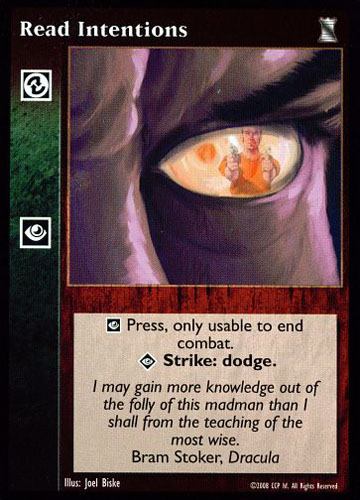 Read Intentions
Press, only usable to end
combat.
Strike: dodge.
I may gain more knowledge out of
the folly of this madman than I
shall from the teaching of the
most wise.
Bram Stoker, Dracula
Illus: Joel Biske
©2008 CCP hf. All Rights Reserved